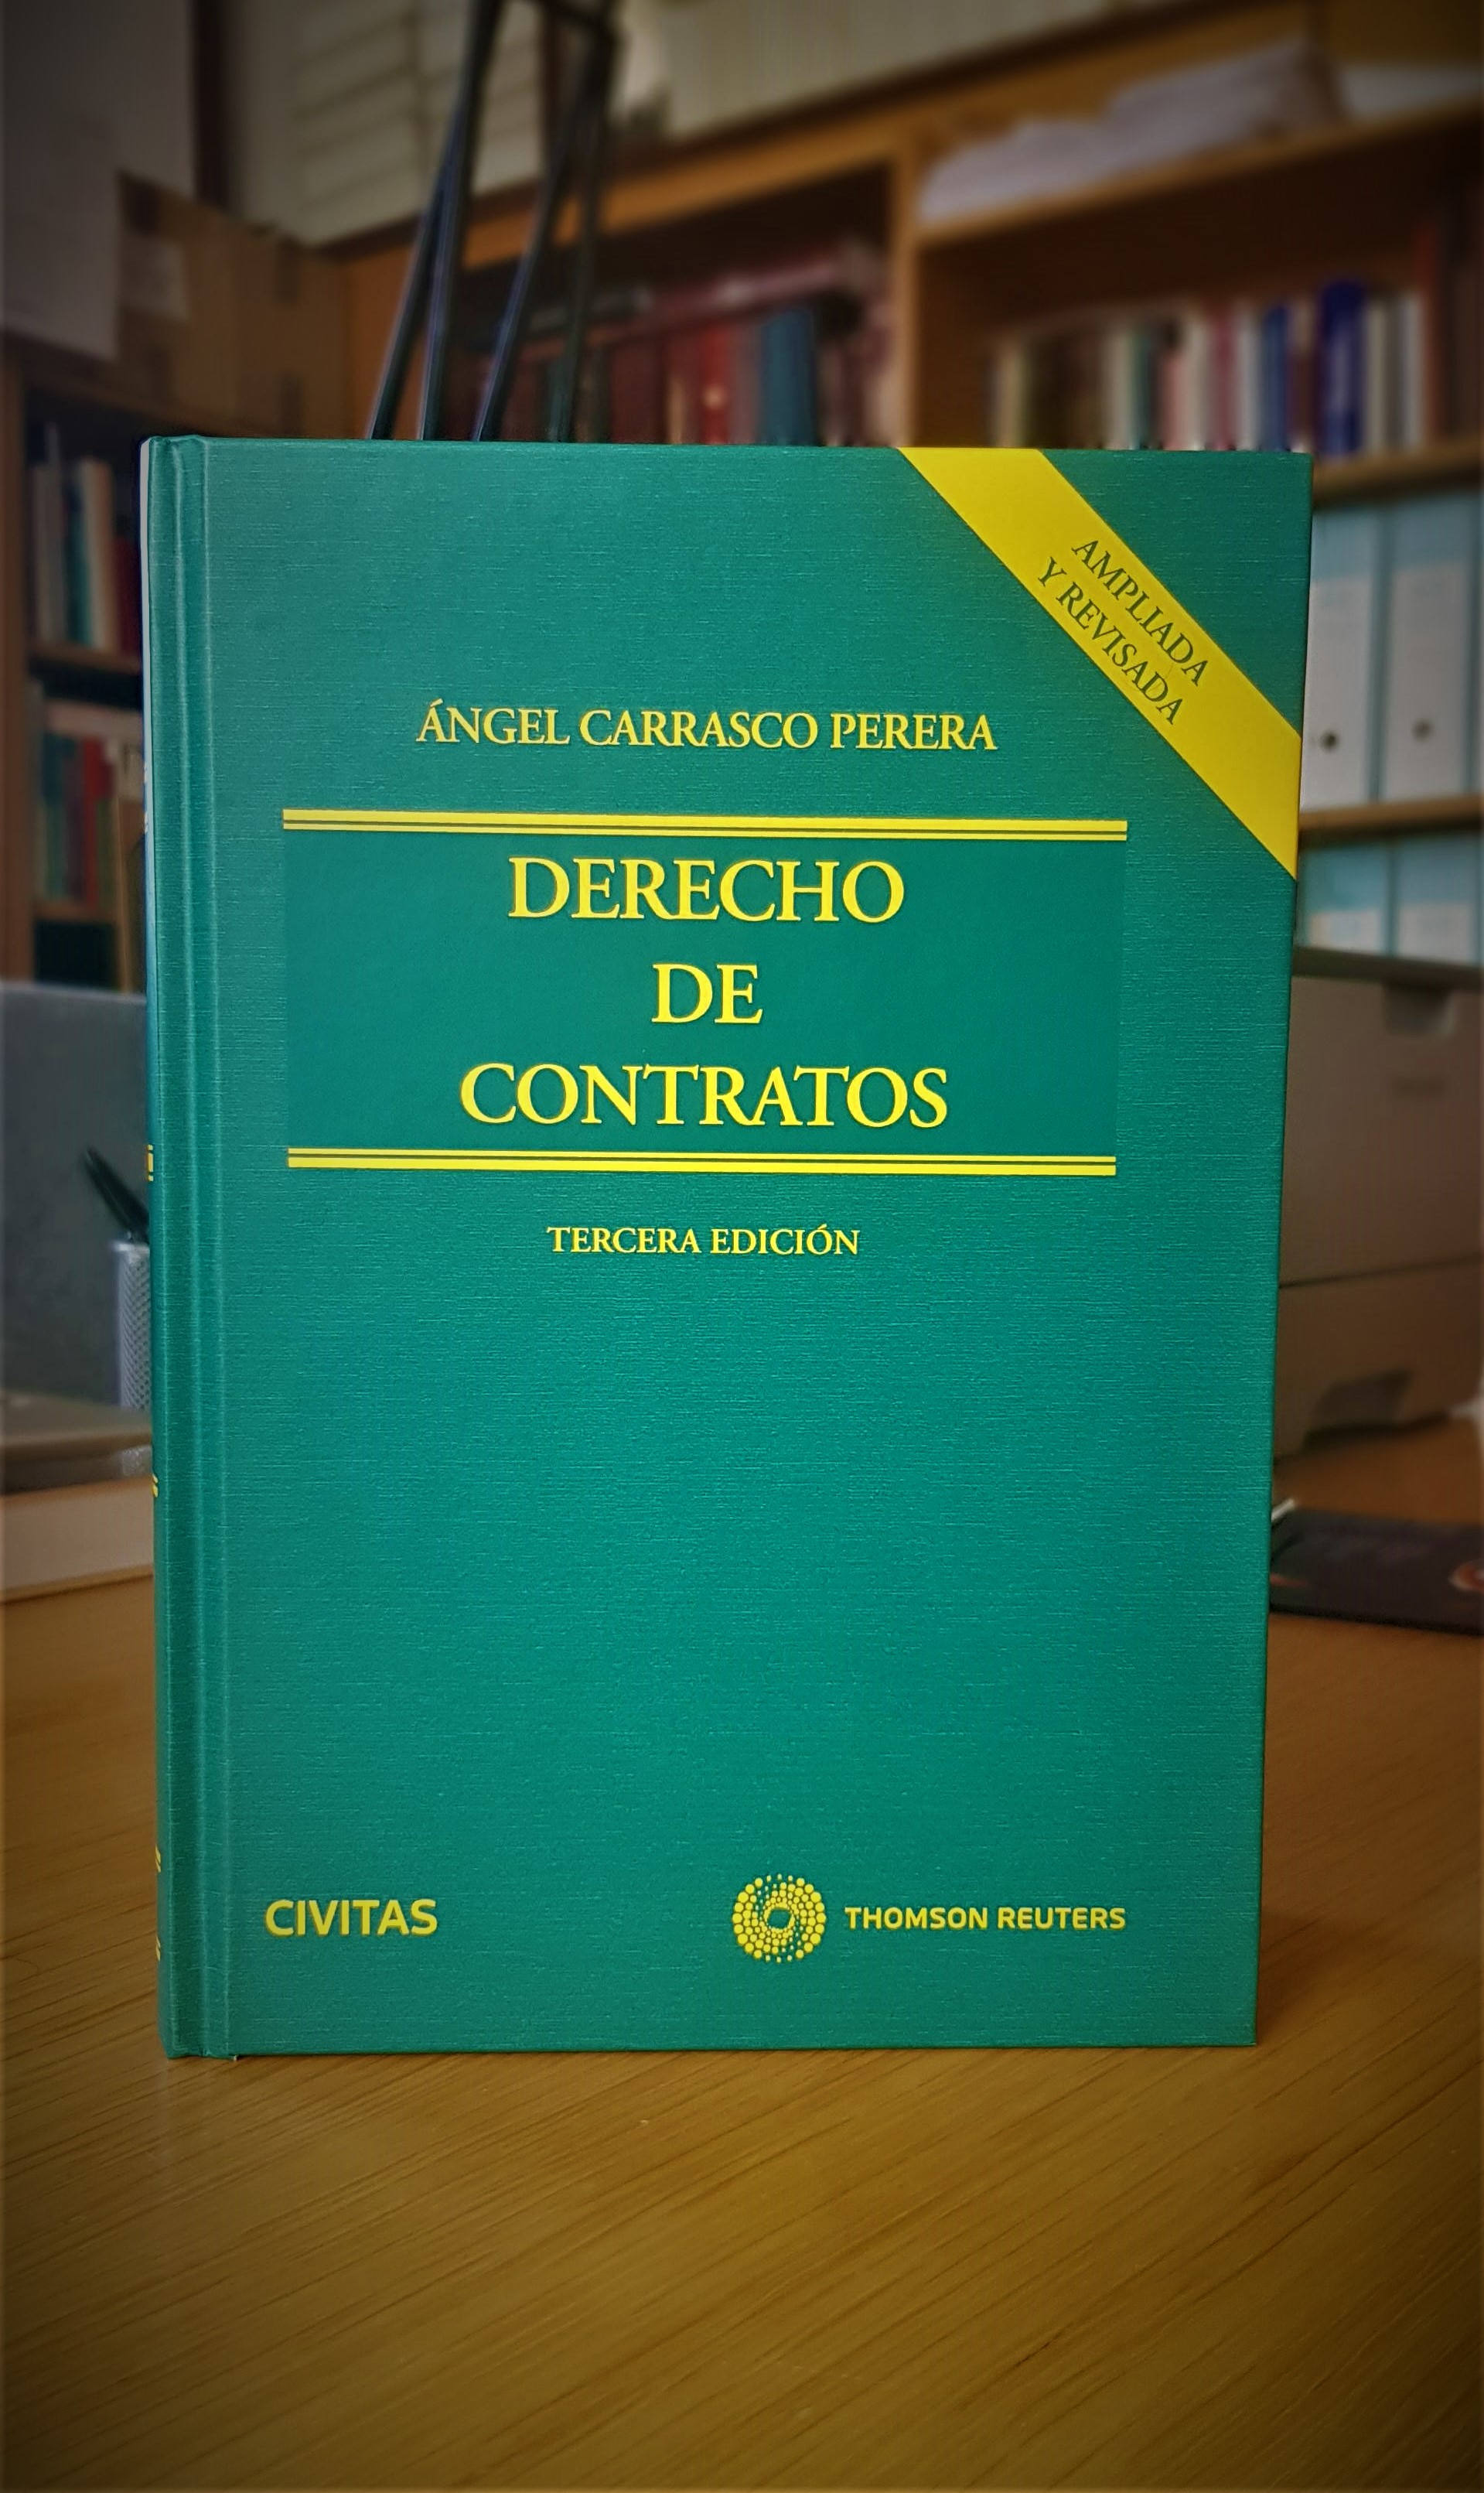 AMPLIADA
Y REVISADA
ÁNGEL CARRASCO PERERA
DERECHO
DE
CONTRATOS
TERCERA EDICIÓN
CIVITAS
THOMSON REUTERS